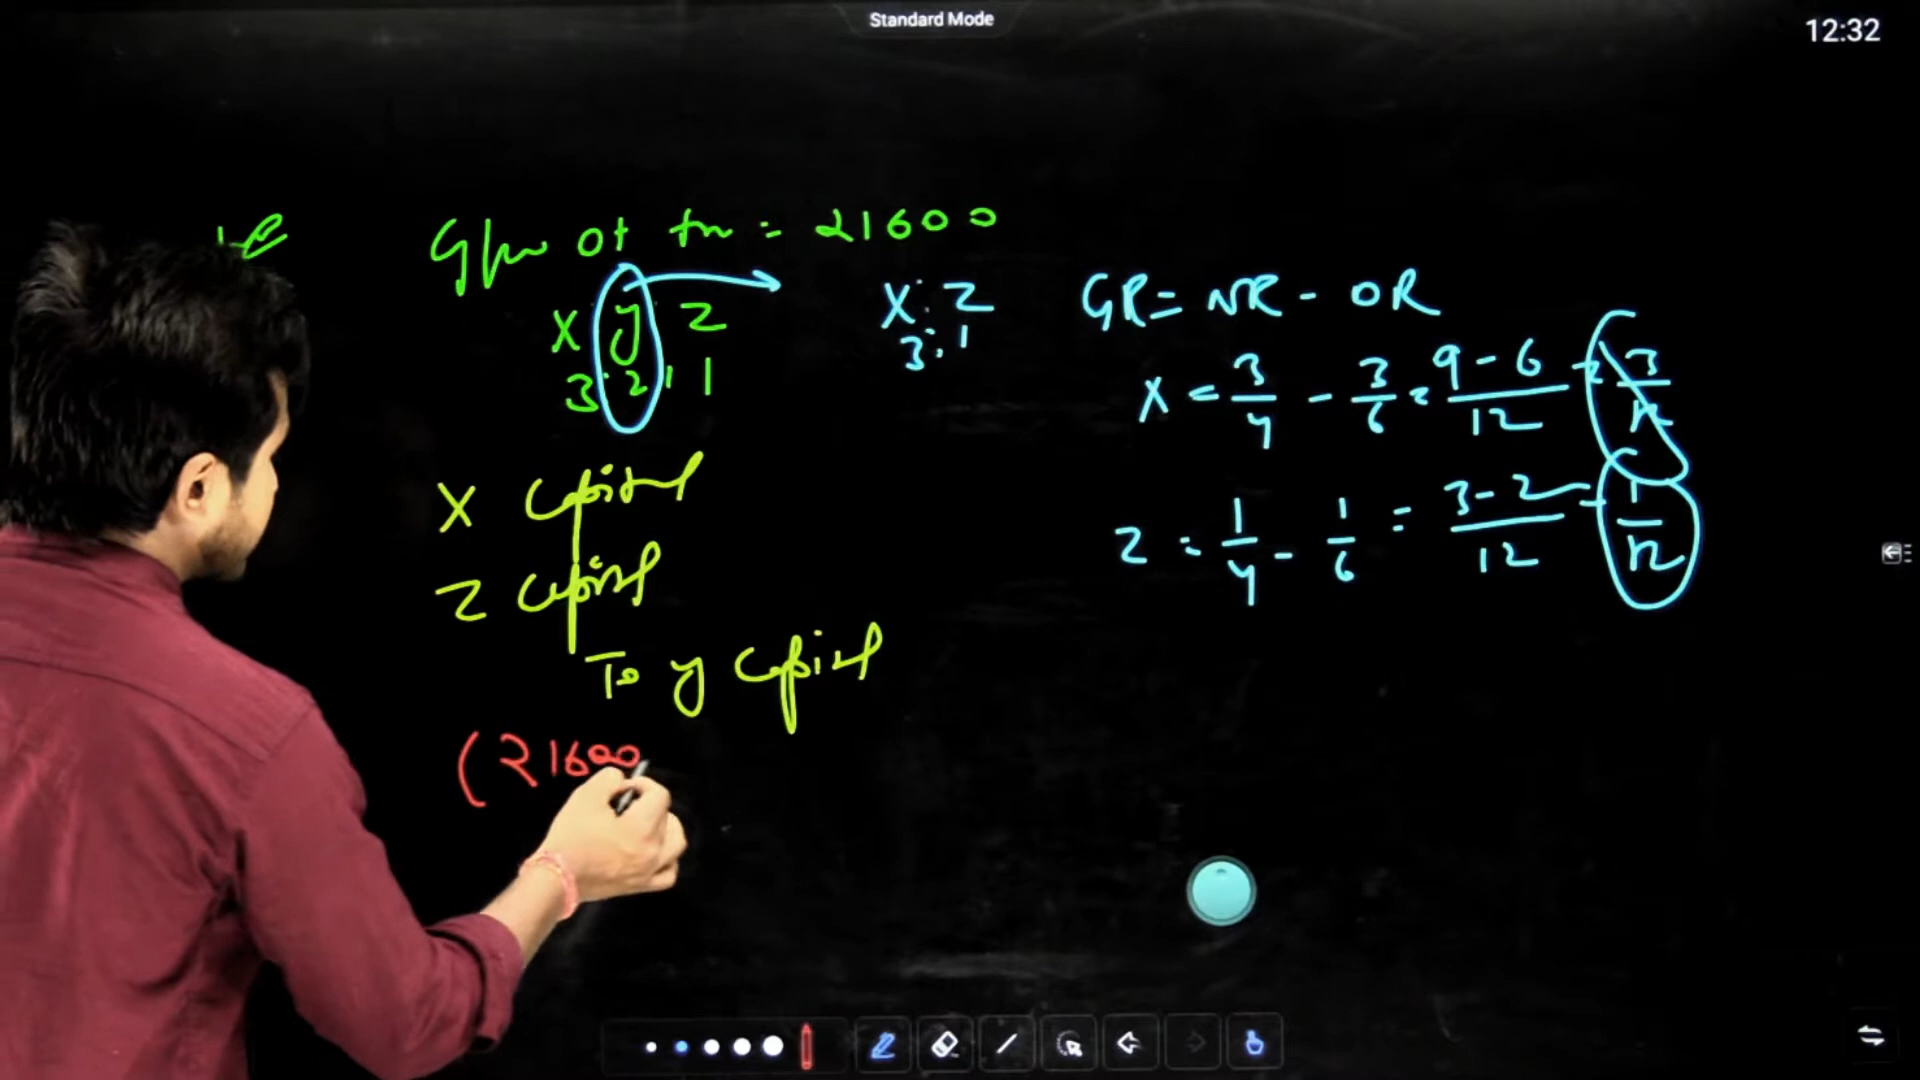 Standard Mode
12:32
G/w of fm = 21600
X y Z
3 : 2 : 1
X : Z
3 : 1
GR = NR - OR
X = 3/4 - 3/6 = 9-6/12 = 3/12
Z = 1/4 - 1/6 = 3-2/12 = 1/12
X Capital
Z Capital
To y Capital
(21600